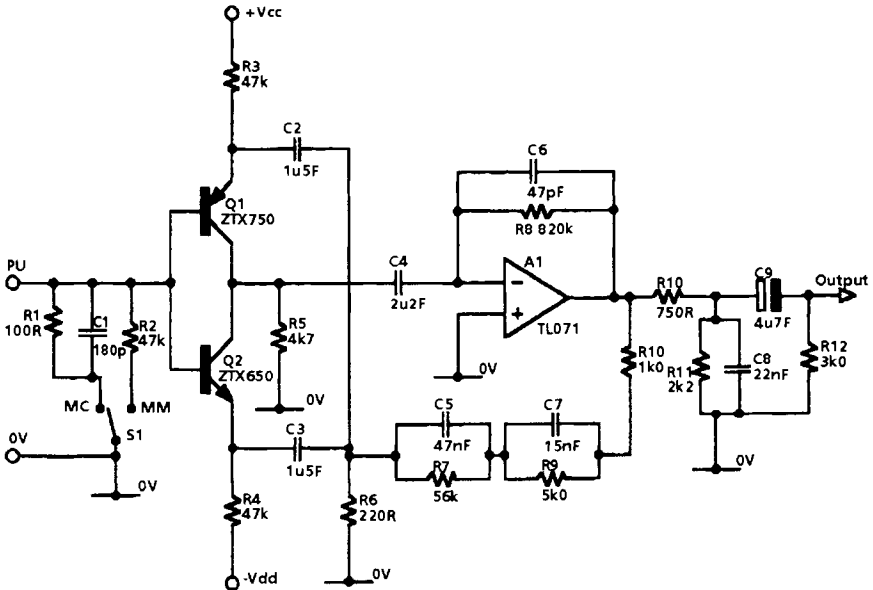 +Vcc
R3
47k
C2
1u5F
C6
47pF
R8 820k
Q1
ZTX750
PU
C4
2u2F
A1
TL071
−
+
R10
750R
C9
4u7F
Output
R1
100R
C1
180p
R2
47k
R5
4k7
Q2
ZTX650
0V
0V
R10
1k0
R11
2k2
C8
22nF
R12
3k0
MC
MM
S1
0V
0V
C3
1u5F
C5
47nF
R7
56k
C7
15nF
R9
5k0
0V
R4
47k
R6
220R
-Vdd
0V